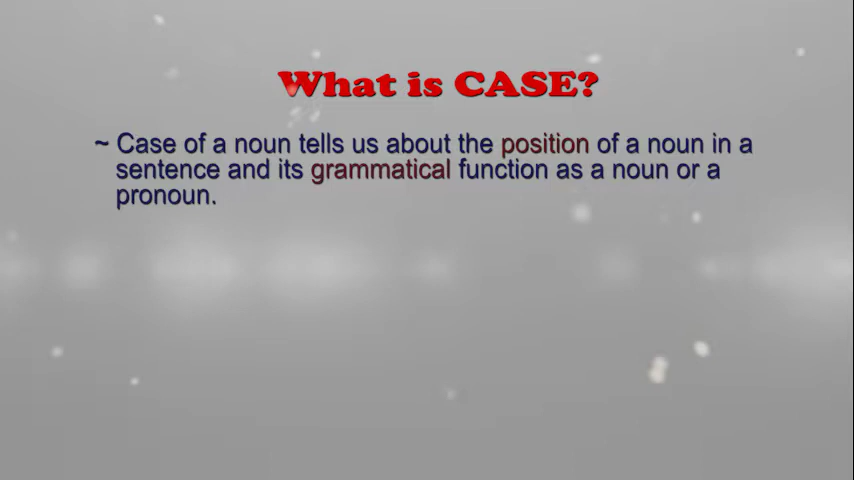 What is CASE?
~ Case of a noun tells us about the position of a noun in a
sentence and its grammatical function as a noun or a
pronoun.